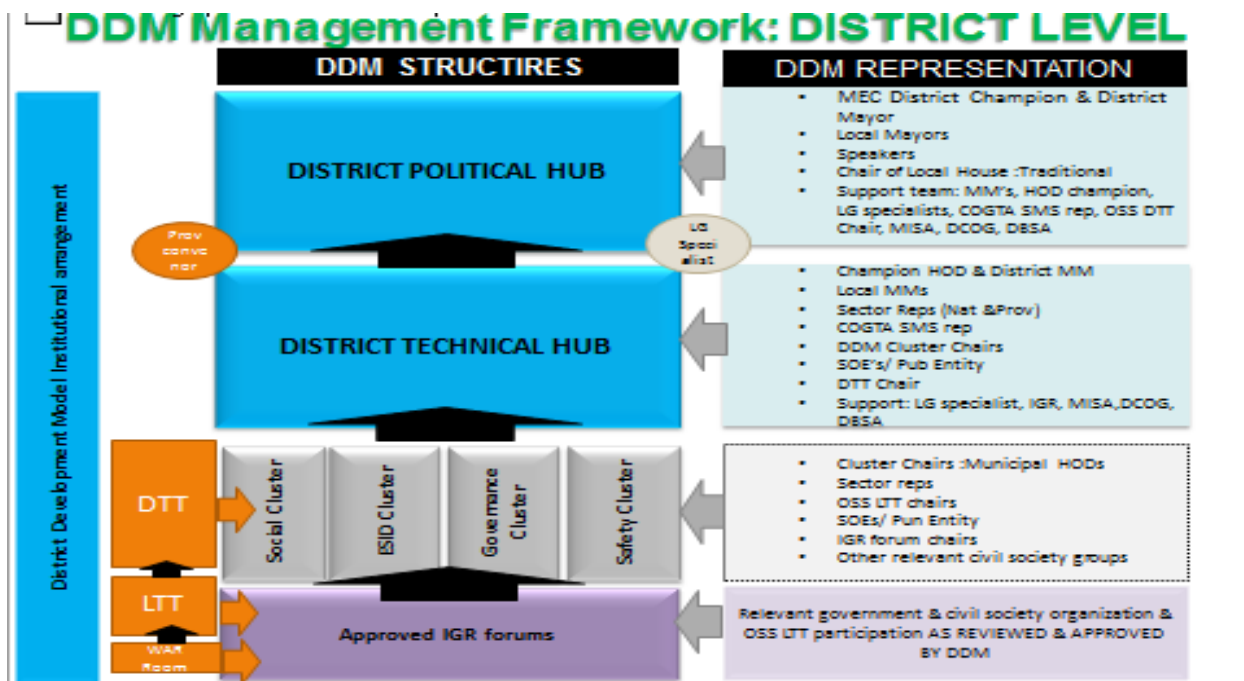 DDM Management Framework: DISTRICT LEVEL
DDM STRUCTIRES
DDM REPRESENTATION
District Development Model Institutional arrangement
DISTRICT POLITICAL HUB
• MEC District Champion & District
Mayor
• Local Mayors
• Speakers
• Chair of Local House :Traditional
• Support team: MM's, HOD champion,
LG specialists, COGTA SMS rep, OSS DTT
Chair, MISA, DCOG, DBSA
Prov
conve
nor
LG
Speci
alist
DISTRICT TECHNICAL HUB
• Champion HOD & District MM
• Local MMs
• Sector Reps (Nat &Prov)
• COGTA SMS rep
• DDM Cluster Chairs
• SOE's/ Pub Entity
• DTT Chair
• Support: LG specialist, IGR, MISA,DCOG,
DBSA
DTT
Social Cluster
ESID Cluster
Governance
Cluster
Safety Cluster
• Cluster Chairs :Municipal HODs
• Sector reps
• OSS LTT chairs
• SOEs/ Pun Entity
• IGR forum chairs
• Other relevant civil society groups
LTT
WAR
Room
Approved IGR forums
Relevant government & civil society organization &
OSS LTT participation AS REVIEWED & APPROVED
BY DDM